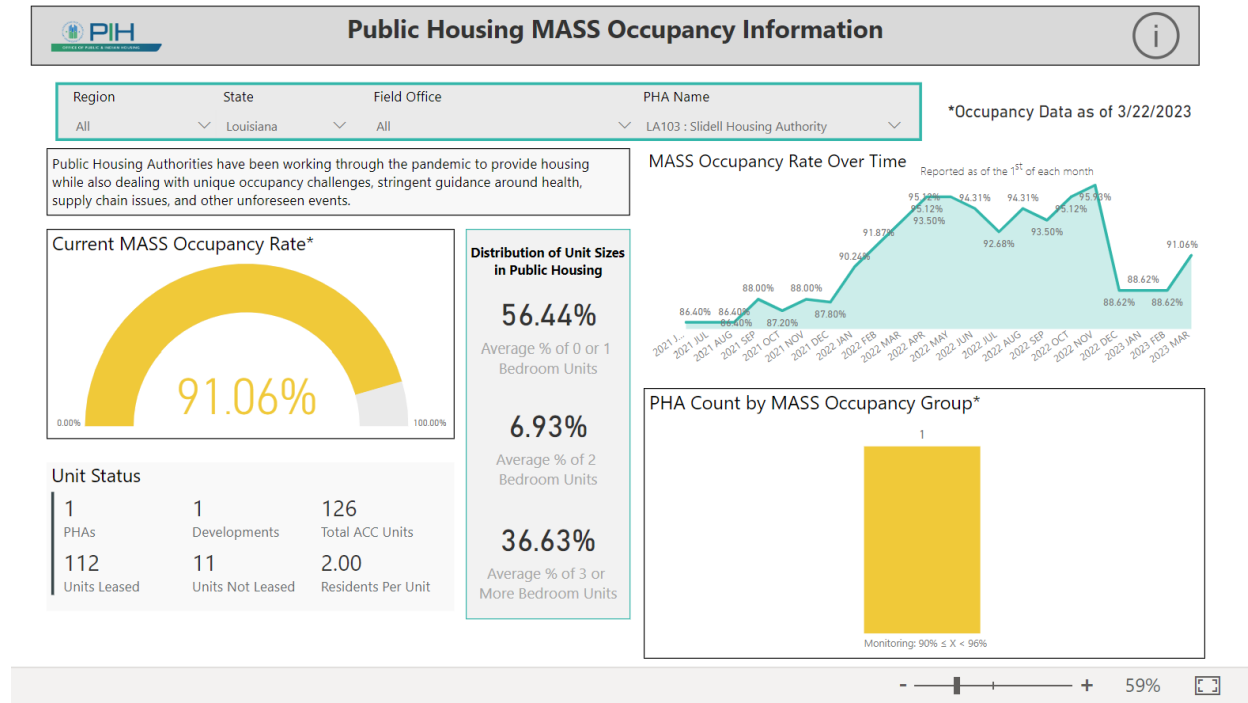 PIH
OFFICE OF PUBLIC & INDIAN HOUSING
Public Housing MASS Occupancy Information
i
Region State Field Office PHA Name
All Louisiana All LA103 : Slidell Housing Authority
*Occupancy Data as of 3/22/2023
Public Housing Authorities have been working through the pandemic to provide housing
while also dealing with unique occupancy challenges, stringent guidance around health,
supply chain issues, and other unforeseen events.
MASS Occupancy Rate Over Time
Reported as of the 1st of each month
86.40% 86.40% 86.40% 88.00% 87.20% 88.00% 87.80% 90.24% 91.87% 93.50% 95.12% 95.12% 94.31% 92.68% 94.31% 93.50% 95.12% 95.93% 88.62% 88.62% 88.62% 91.06%
2021 J... 2021 JUL 2021 AUG 2021 SEP 2021 OCT 2021 NOV 2021 DEC 2022 JAN 2022 FEB 2022 MAR 2022 APR 2022 MAY 2022 JUN 2022 JUL 2022 AUG 2022 SEP 2022 OCT 2022 NOV 2022 DEC 2023 JAN 2023 FEB 2023 MAR
Current MASS Occupancy Rate*
91.06%
0.00% 100.00%
Distribution of Unit Sizes
in Public Housing
56.44%
Average % of 0 or 1
Bedroom Units
6.93%
Average % of 2
Bedroom Units
36.63%
Average % of 3 or
More Bedroom Units
Unit Status
1 1 126
PHAs Developments Total ACC Units
112 11 2.00
Units Leased Units Not Leased Residents Per Unit
PHA Count by MASS Occupancy Group*
1
Monitoring: 90% ≤ X < 96%
- + 59%